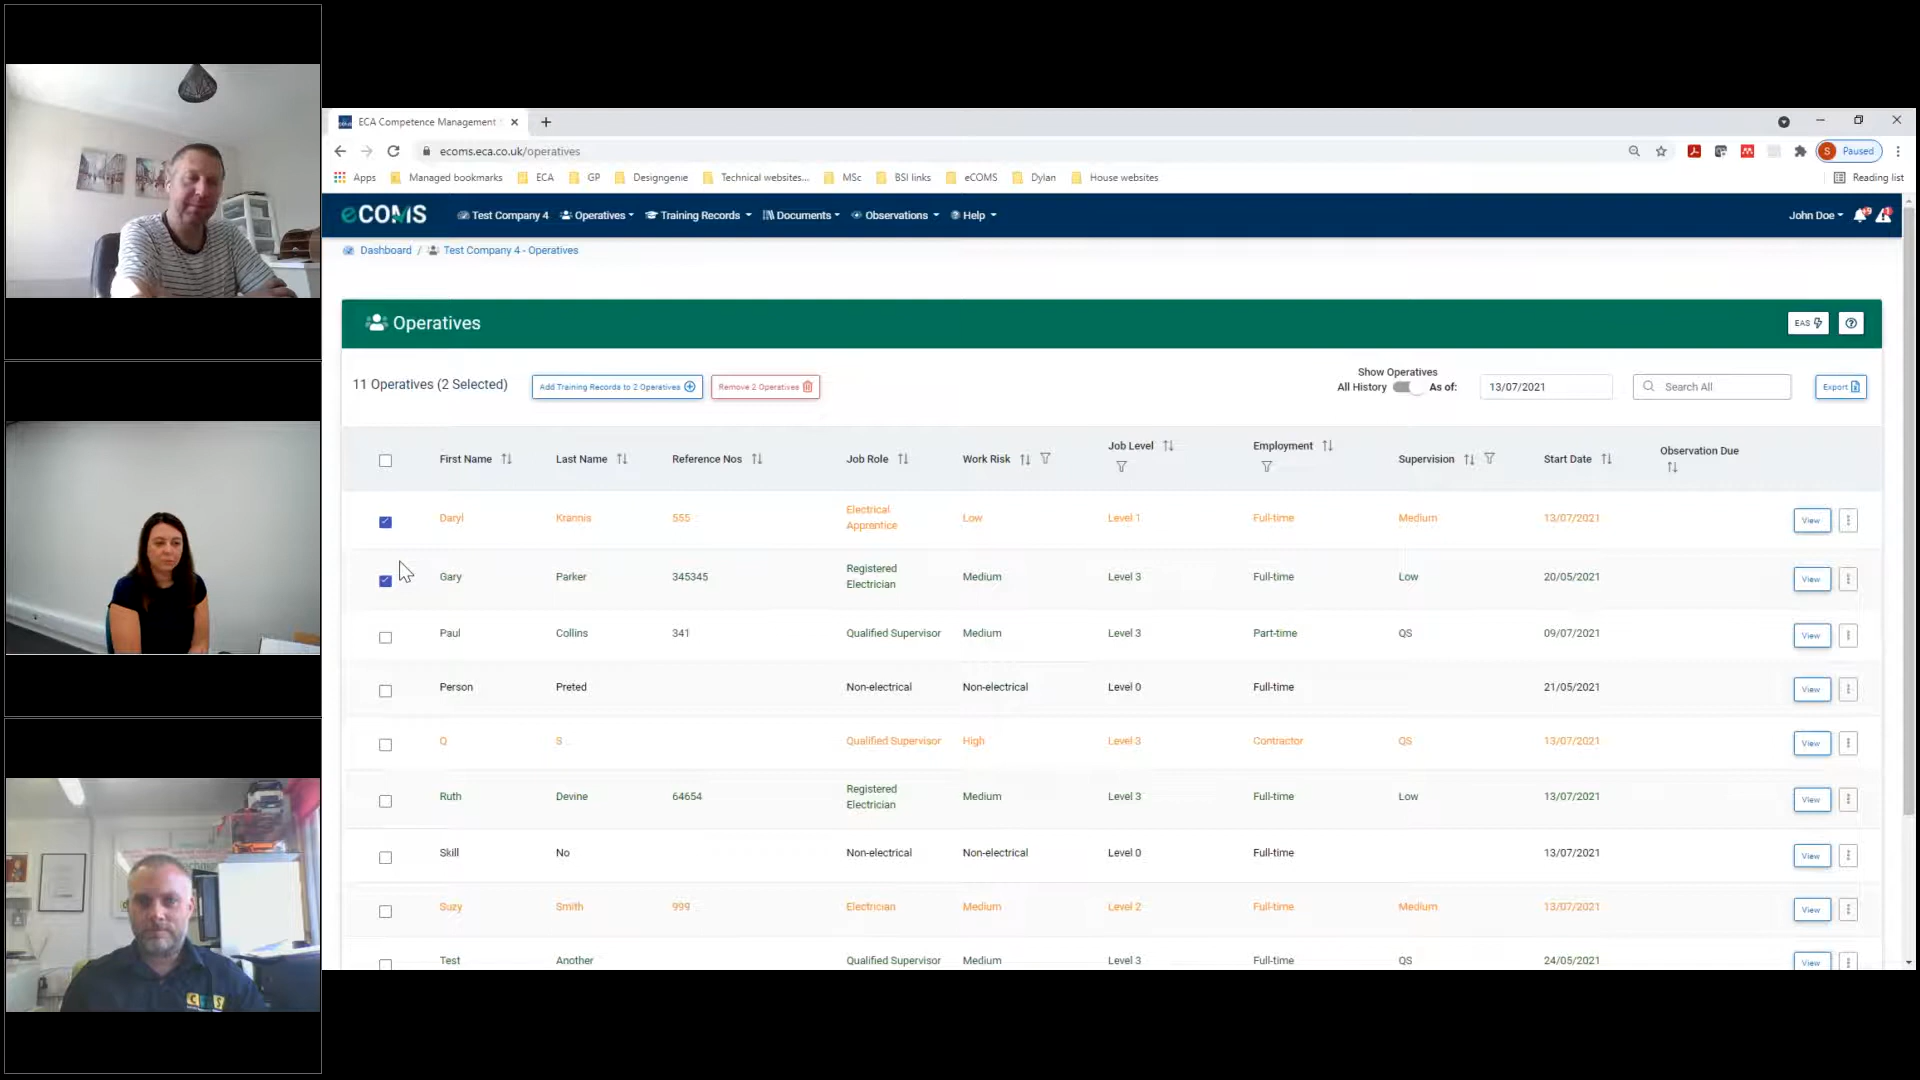 ECA Competence Management
ecoms.eca.co.uk/operatives
S Paused
Apps Managed bookmarks ECA GP Designgenie Technical websites... MSc BSI links eCOMS Dylan House websites Reading list
eCOMS Test Company 4 Operatives Training Records Documents Observations Help John Doe
Dashboard / Test Company 4 - Operatives
Operatives EAS
11 Operatives (2 Selected) Add Training Records to 2 Operatives Remove 2 Operatives
Show Operatives
All History As of: 13/07/2021 Search All Export
First Name Last Name Reference Nos Job Role Work Risk Job Level Employment Supervision Start Date Observation Due
Daryl Krannis 555 Electrical Apprentice Low Level 1 Full-time Medium 13/07/2021 View
Gary Parker 345345 Registered Electrician Medium Level 3 Full-time Low 20/05/2021 View
Paul Collins 341 Qualified Supervisor Medium Level 3 Part-time QS 09/07/2021 View
Person Preted Non-electrical Non-electrical Level 0 Full-time 21/05/2021 View
Q S Qualified Supervisor High Level 3 Contractor QS 13/07/2021 View
Ruth Devine 64654 Registered Electrician Medium Level 3 Full-time Low 13/07/2021 View
Skill No Non-electrical Non-electrical Level 0 Full-time 13/07/2021 View
Suzy Smith 999 Electrician Medium Level 2 Full-time Medium 13/07/2021 View
Test Another Qualified Supervisor Medium Level 3 Full-time QS 24/05/2021 View